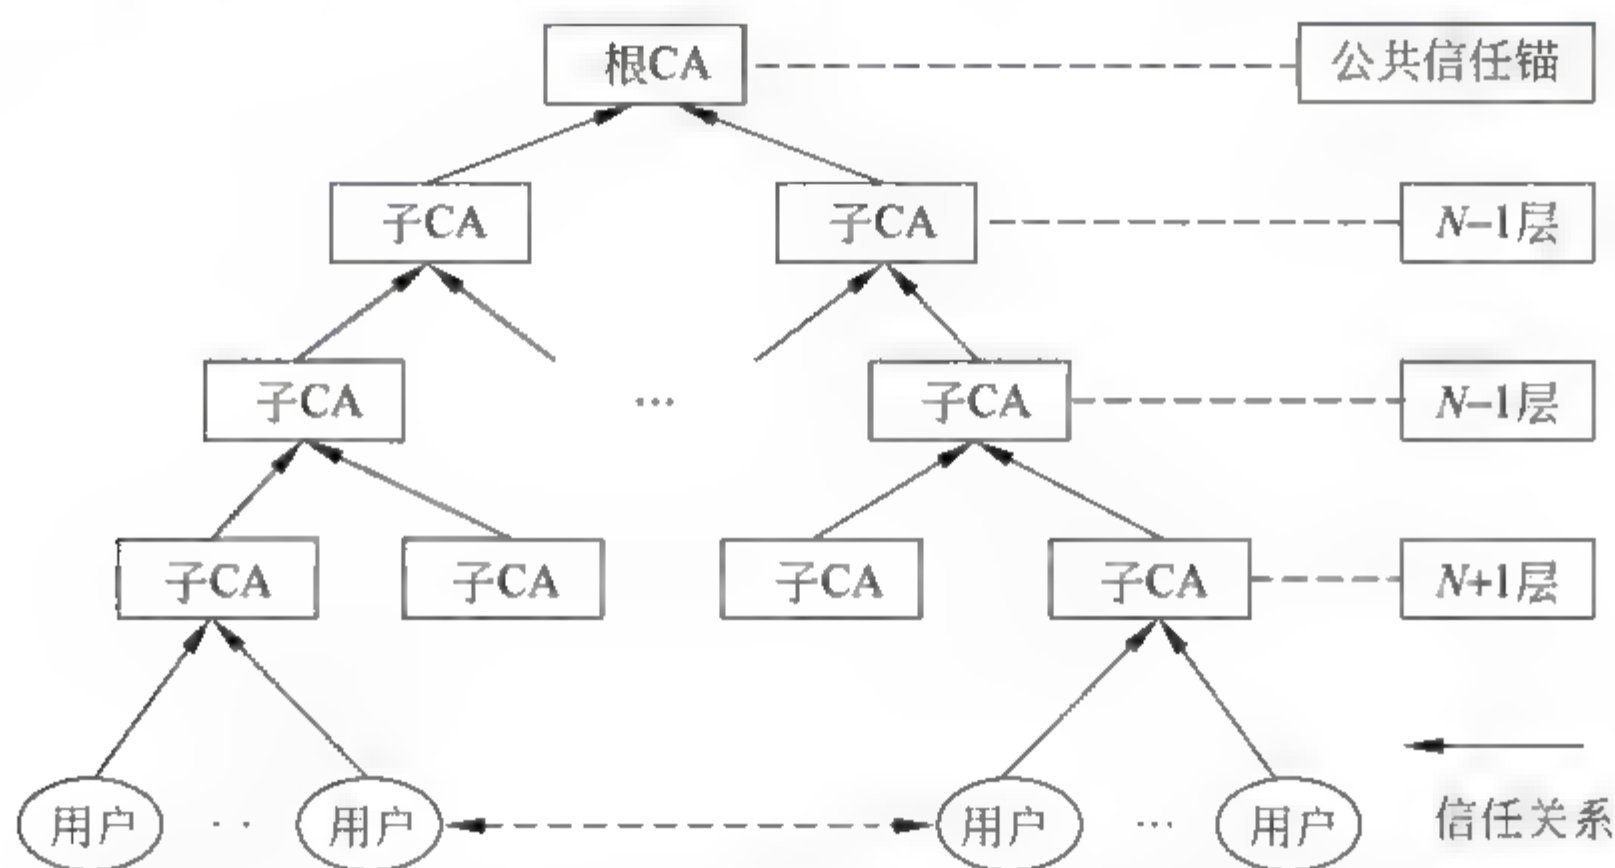 根CA
公共信任锚
子CA
子CA
N-1层
子CA
…
子CA
N-1层
子CA
子CA
子CA
子CA
N+1层
用户
··
用户
用户
…
用户
信任关系